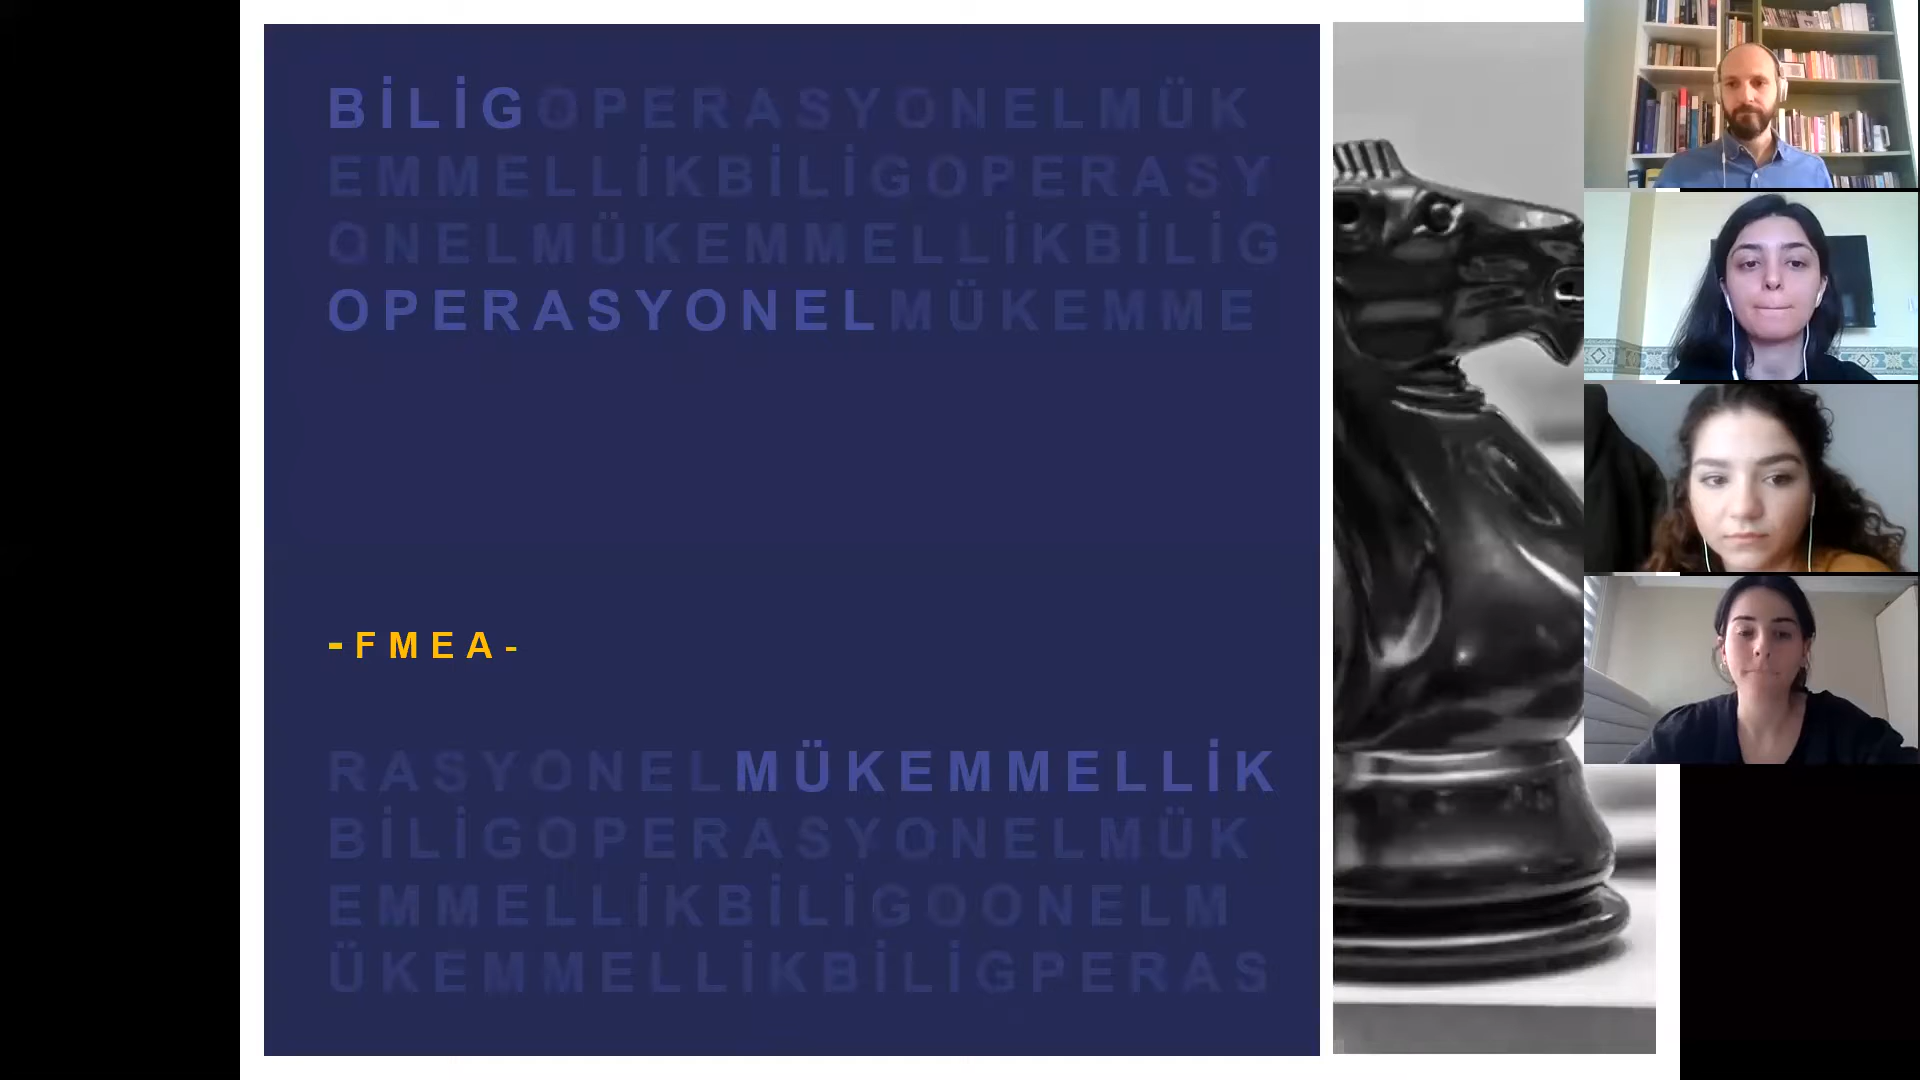 BİLİGOPERASYONELMÜK
EMMELLİKBİLİGOPERASY
ONELMÜKEMMELLİKBİLİG
OPERASYONELMÜKEMME
-FMEA-
RASYONELMÜKEMMELLİK
BİLİGOPERASYONELMÜK
EMMELLİKBİLİGOONELM
ÜKEMMELLİKBİLİGPERAS